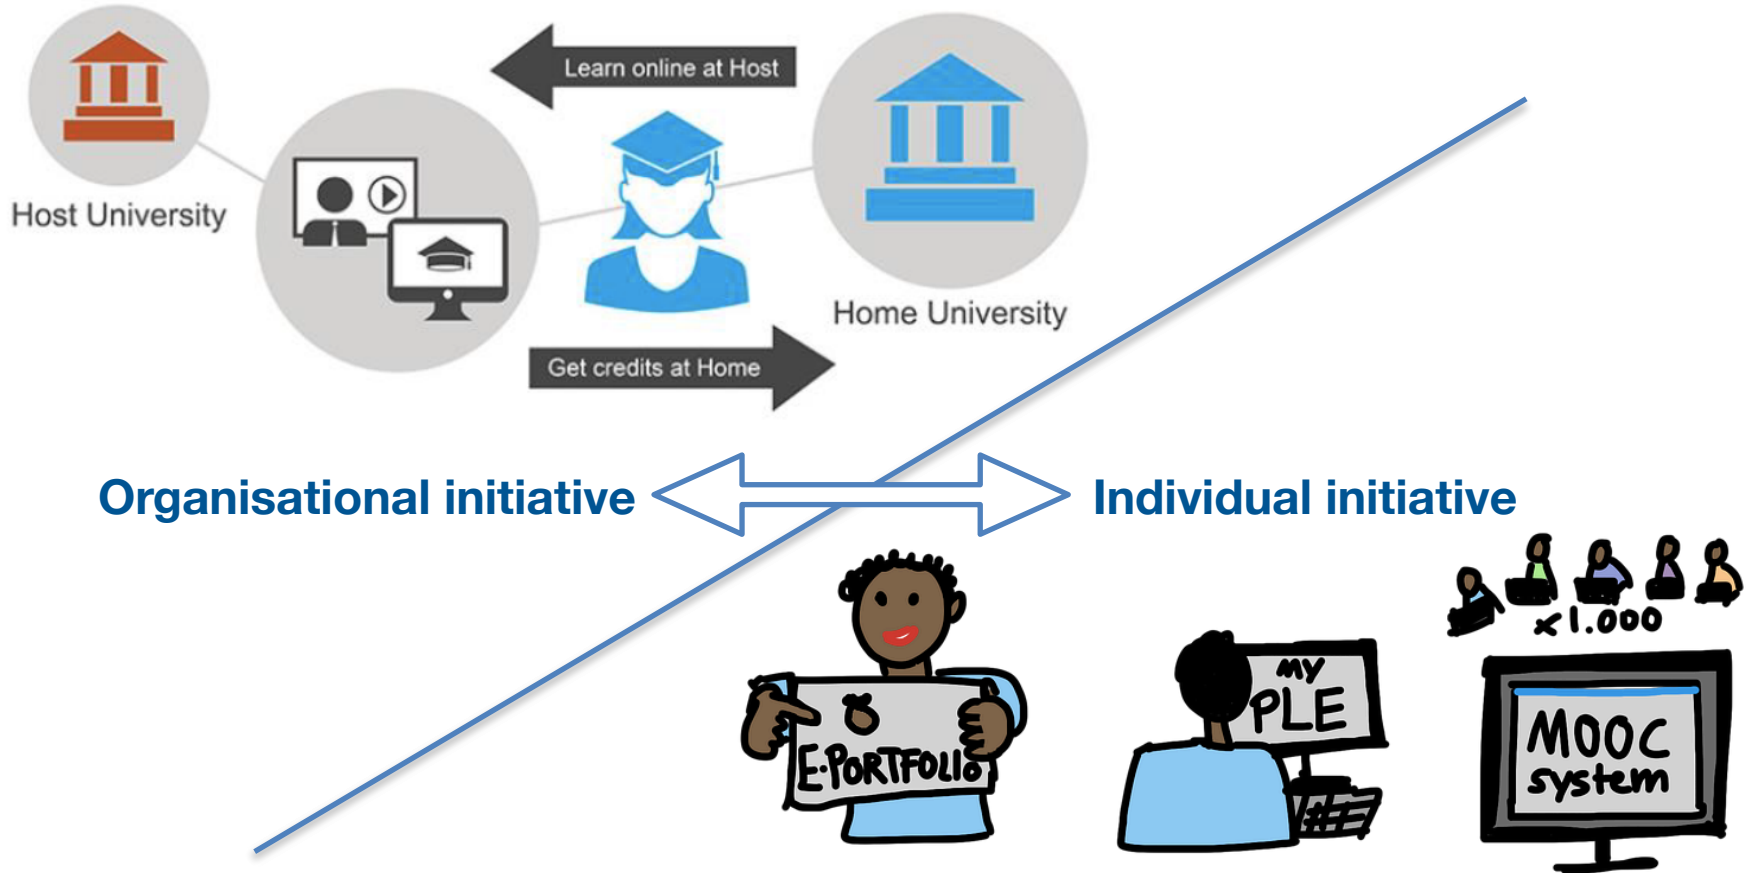 Learn online at Host
Host University
Home University
Get credits at Home
Organisational initiative
Individual initiative
x1.000
MY
PLE
E-PORTFOLIO
MOOC
system